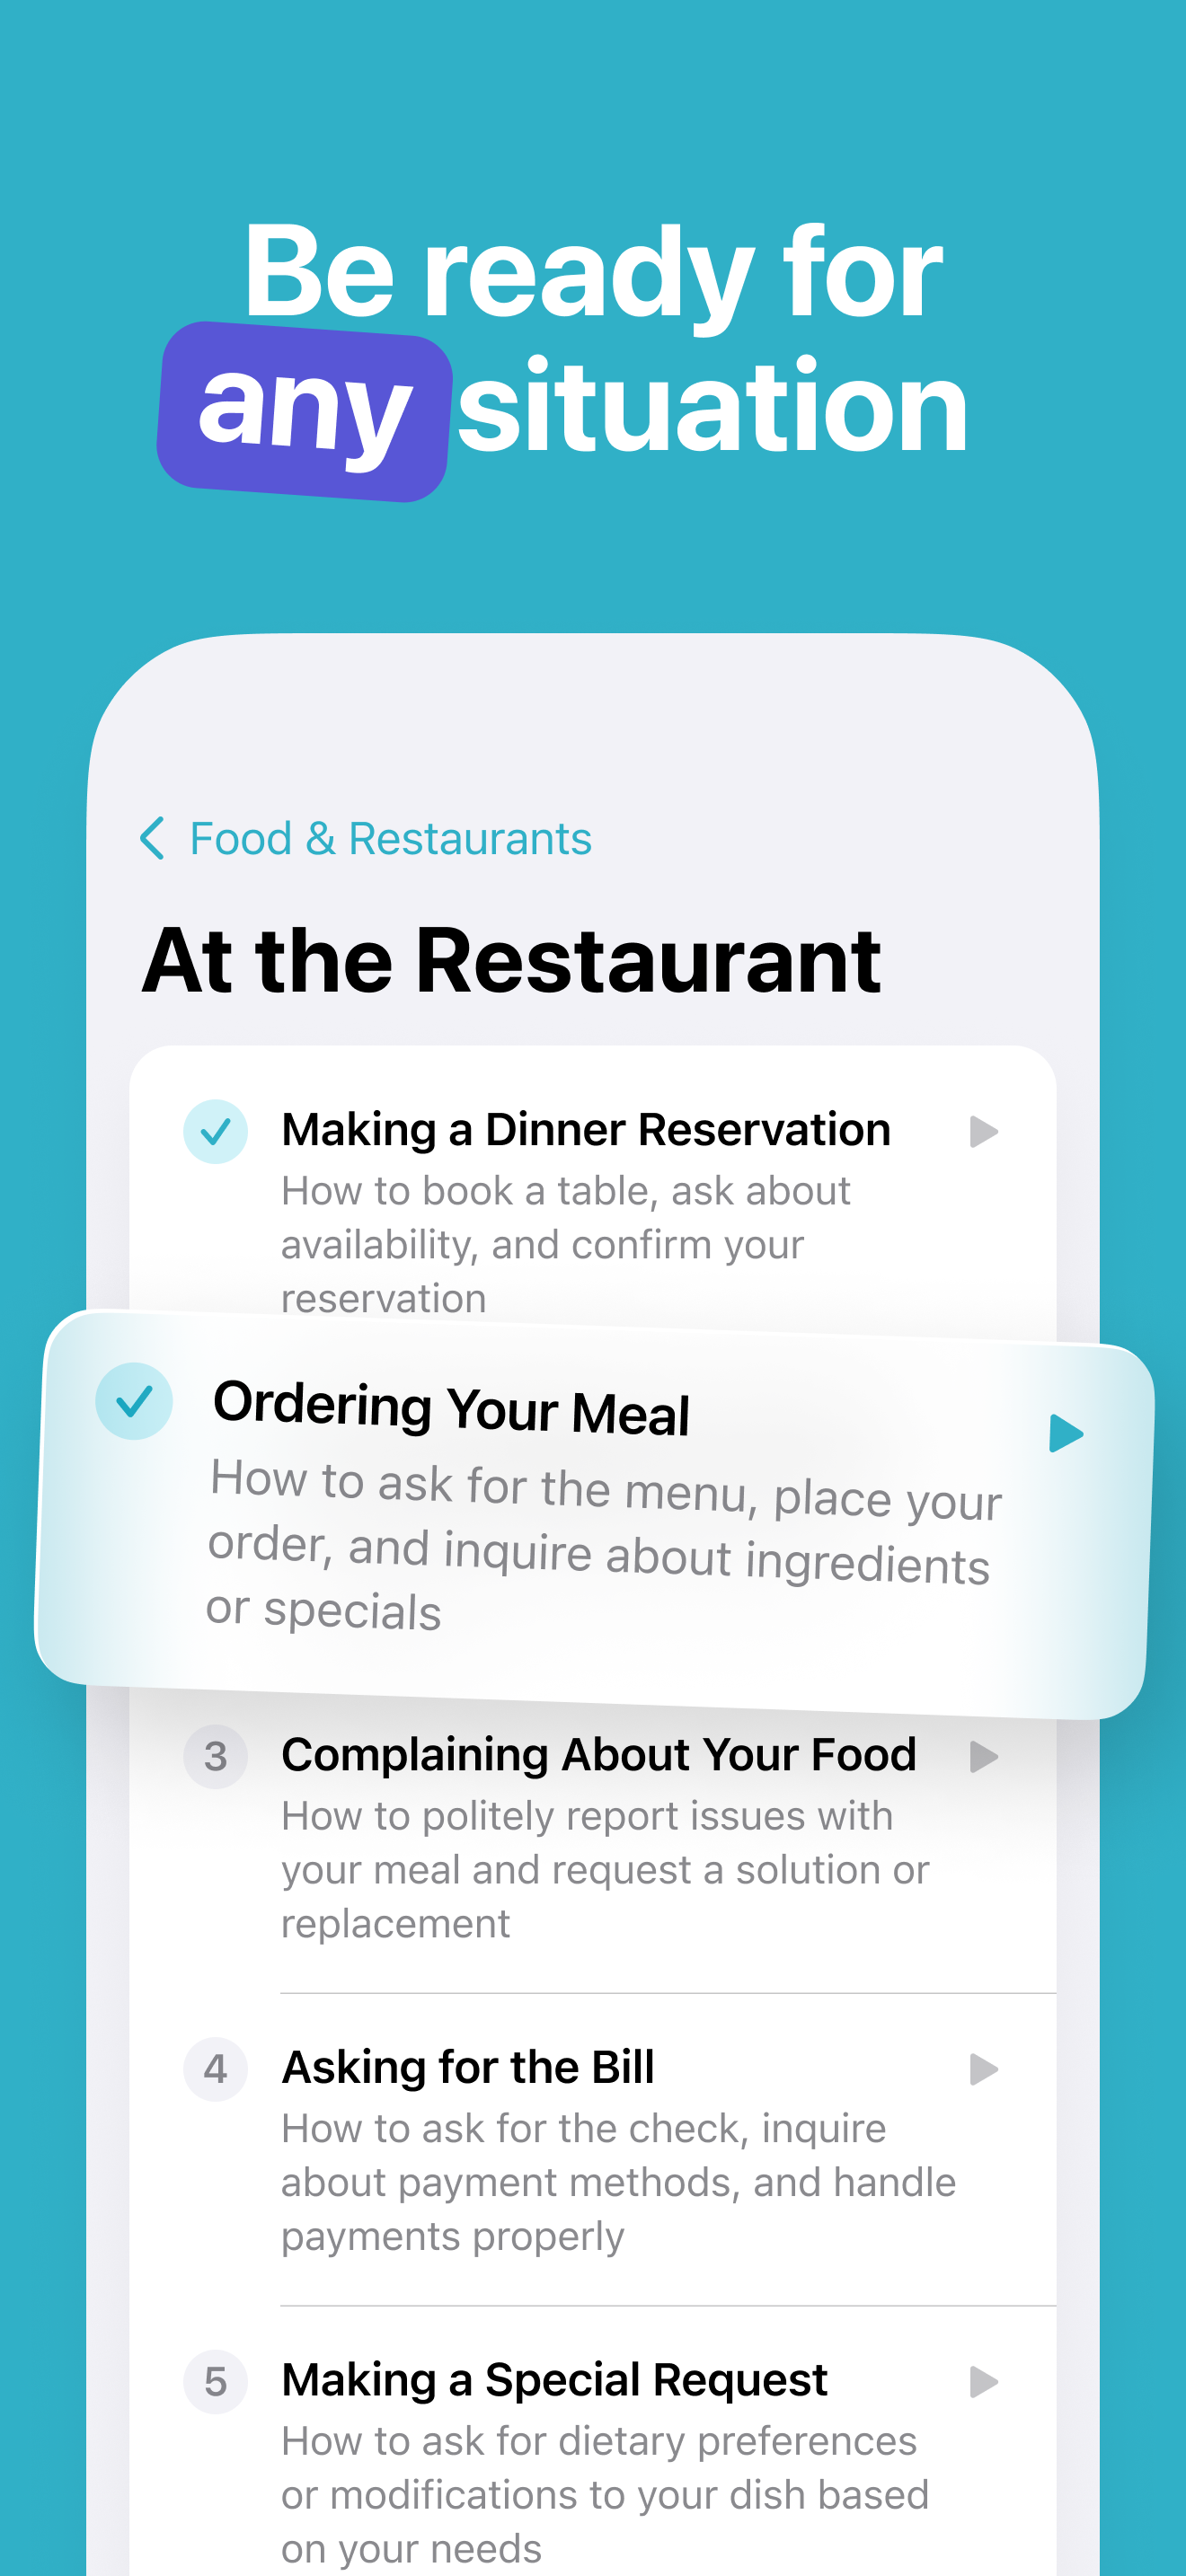 Be ready for
any situation
Food & Restaurants
At the Restaurant
Making a Dinner Reservation
How to book a table, ask about
availability, and confirm your
reservation
Ordering Your Meal
How to ask for the menu, place your
order, and inquire about ingredients
or specials
3 Complaining About Your Food
How to politely report issues with
your meal and request a solution or
replacement
4 Asking for the Bill
How to ask for the check, inquire
about payment methods, and handle
payments properly
5 Making a Special Request
How to ask for dietary preferences
or modifications to your dish based
on your needs